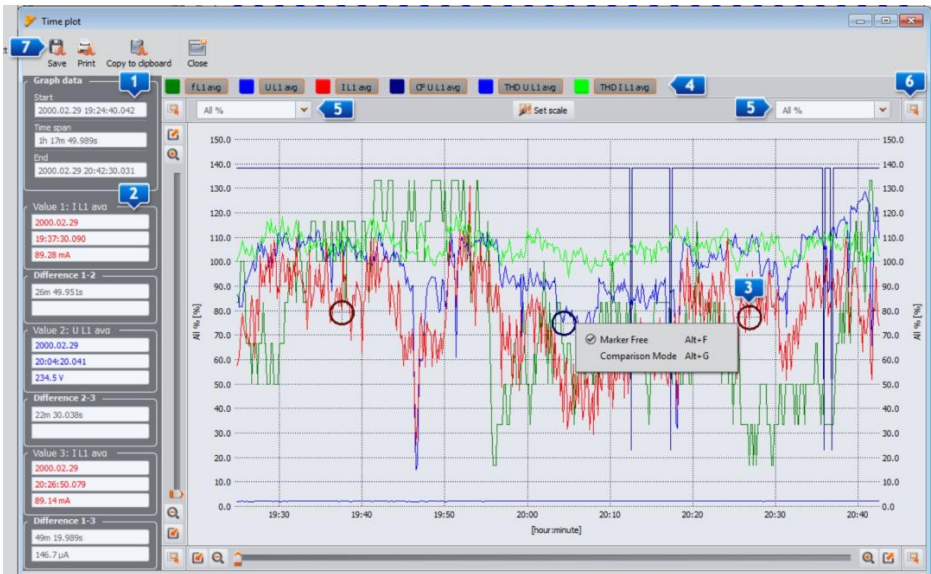 Time plot
7
Save Print Copy to clipboard Close
Graph data
1
Start
2000.02.29 19:24:40.042
Time span
1h 17m 49.989s
End
2000.02.29 20:42:30.031
2
Value 1: I L1 avg
2000.02.29
19:37:30.090
89.28 mA
Difference 1-2
26m 49.951s
Value 2: U L1 avg
2000.02.29
20:04:20.041
234.5 V
Difference 2-3
22m 30.038s
Value 3: I L1 avg
2000.02.29
20:26:50.079
89.14 mA
Difference 1-3
49m 19.989s
146.7 µA
f L1 avg U L1 avg I L1 avg CF U L1 avg THD U L1 avg THD I L1 avg 4
6
All % 5 Set scale 5 All %
150.0 150.0
140.0 140.0
130.0 130.0
120.0 120.0
110.0 110.0
100.0 100.0
90.0 90.0
80.0 80.0
70.0 70.0
60.0 60.0
50.0 50.0
40.0 40.0
30.0 30.0
20.0 20.0
10.0 10.0
0.0 0.0
All % [%]
All % [%]
3
Marker Free Alt+F
Comparison Mode Alt+G
19:30 19:40 19:50 20:00 20:10 20:20 20:30 20:40
[hour:minute]